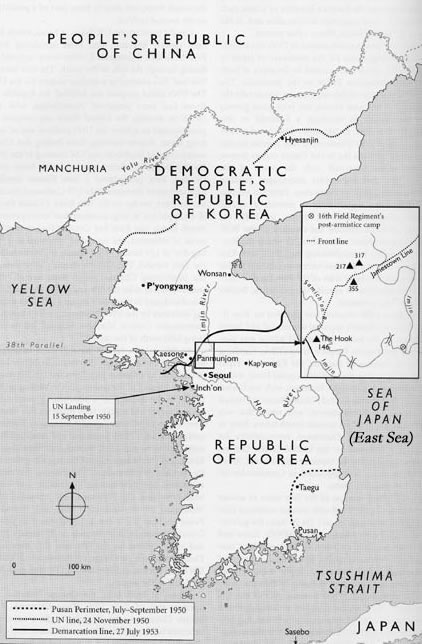 PEOPLE'S REPUBLIC
OF CHINA
Hyesanjin
Yalu River
MANCHURIA
DEMOCRATIC
PEOPLE'S
REPUBLIC
OF KOREA
16th Field Regiment's
post-armistice camp
Front line
317
217
Jamestown Line
355
Imjin
The Hook
146
Imjin
Wonsan
YELLOW
SEA
P'yongyang
Imjin River
38th Parallel
Kaesong
Panmunjom
Kap'yong
Seoul
Inch'on
Han River
UN Landing
15 September 1950
SEA
OF
JAPAN
(East Sea)
REPUBLIC
OF KOREA
N
Taegu
Pusan
0 100 km
TSUSHIMA
STRAIT
Pusan Perimeter, July–September 1950
UN line, 24 November 1950
Demarcation line, 27 July 1953
Sasebo
JAPAN